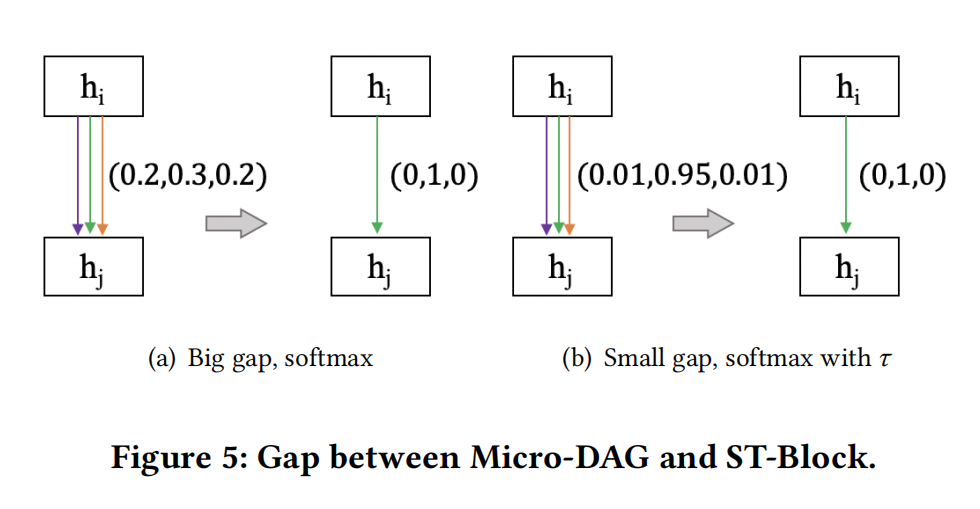 h_i h_i h_i h_i
(0.2,0.3,0.2) (0,1,0) (0.01,0.95,0.01) (0,1,0)
h_j h_j h_j h_j
(a) Big gap, softmax (b) Small gap, softmax with τ
Figure 5: Gap between Micro-DAG and ST-Block.